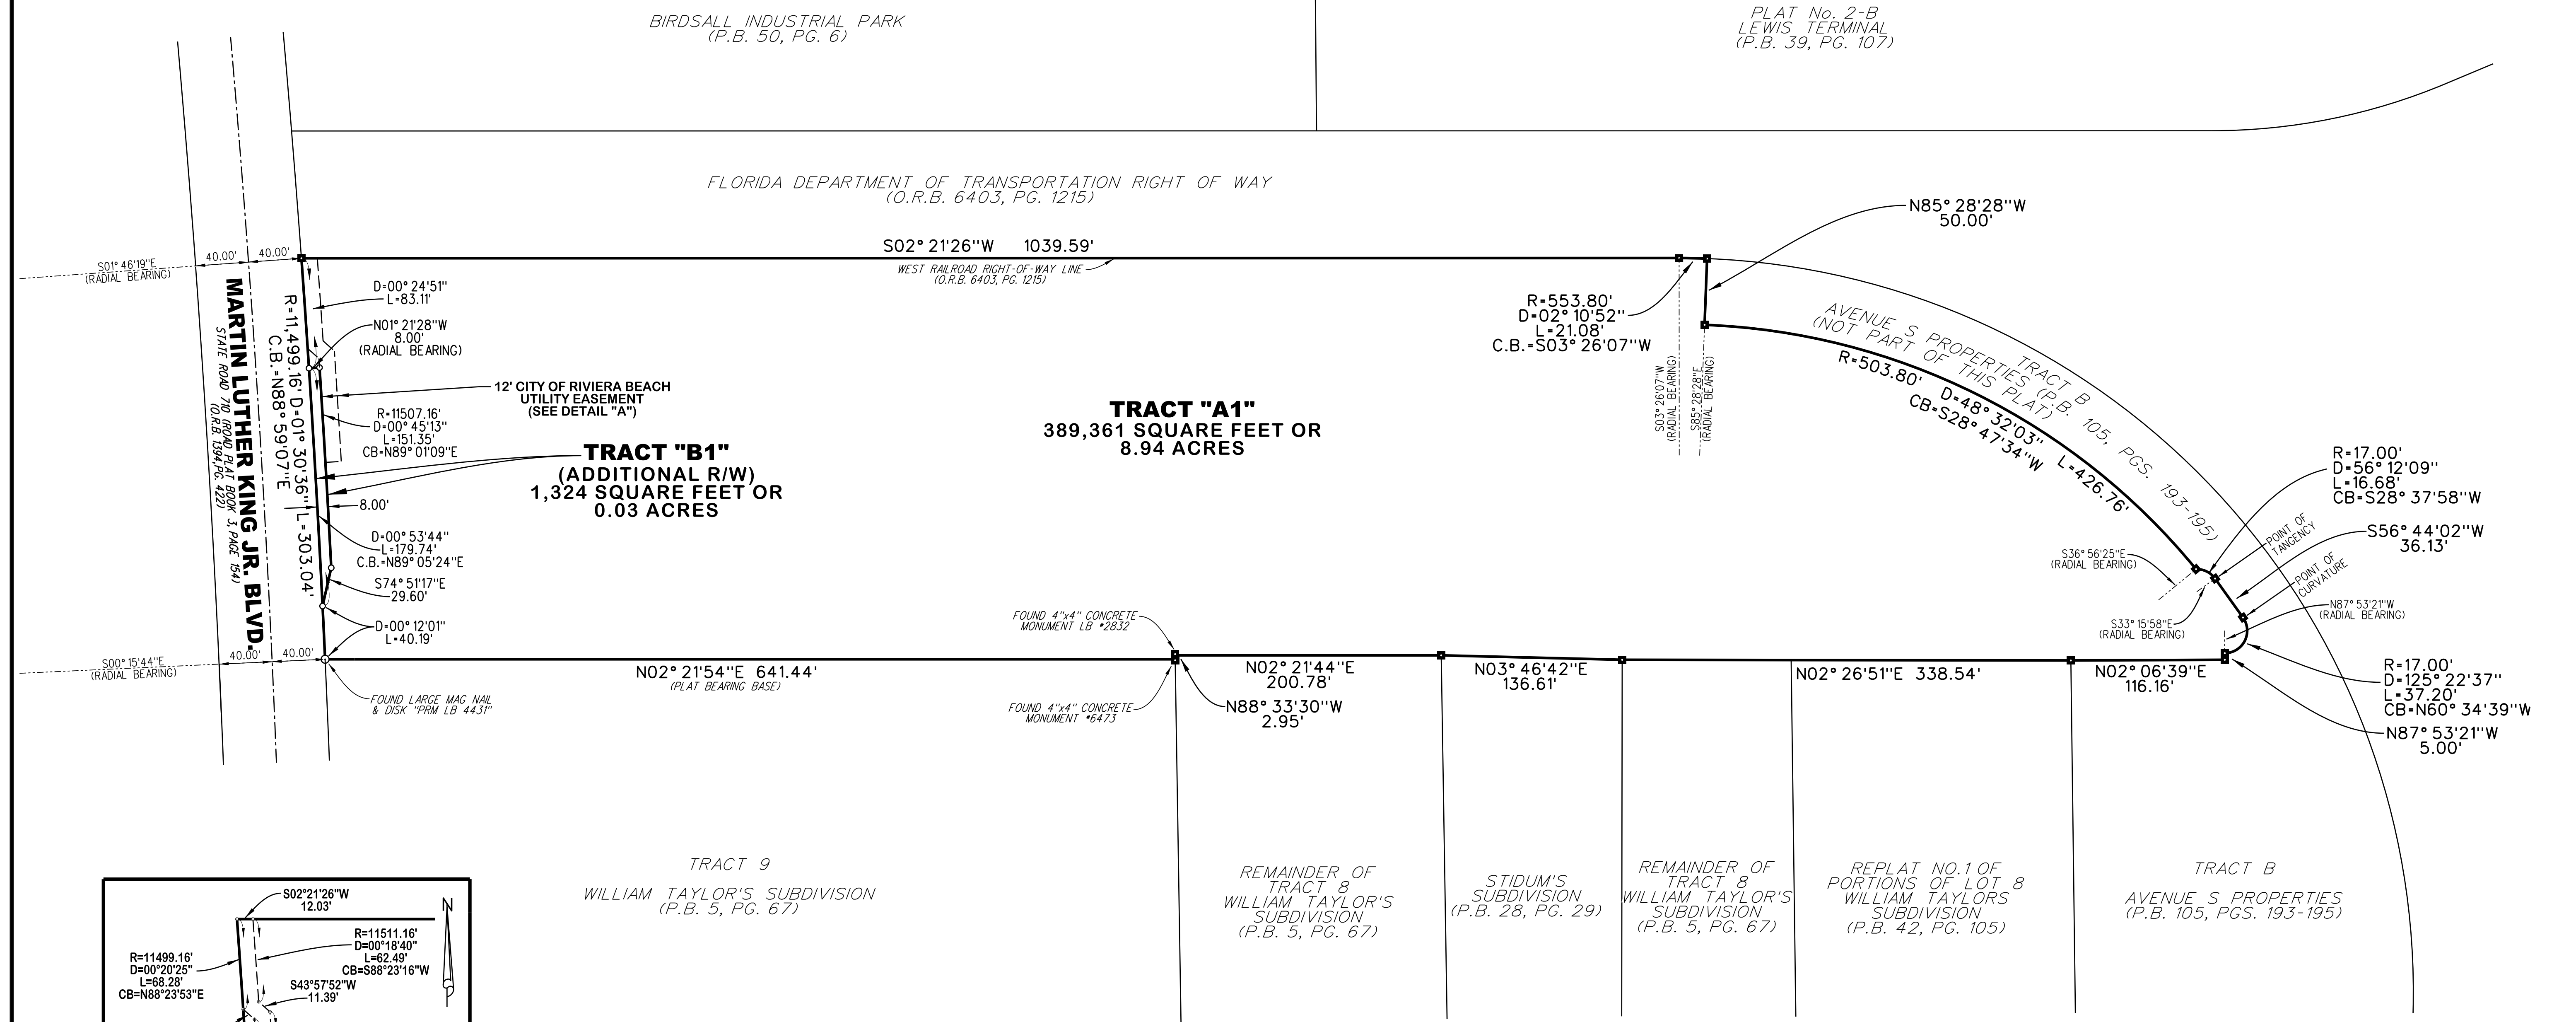 BIRDSALL INDUSTRIAL PARK
(P.B. 50, PG. 6)
PLAT No. 2-B
LEWIS TERMINAL
(P.B. 39, PG. 107)
FLORIDA DEPARTMENT OF TRANSPORTATION RIGHT OF WAY
(O.R.B. 6403, PG. 1215)
S02° 21'26"W 1039.59'
WEST RAILROAD RIGHT-OF-WAY LINE
(O.R.B. 6403, PG. 1215)
N85° 28'28"W
50.00'
R=553.80'
D=02° 10'52"
L=21.08'
C.B.=S03° 26'07"W
S03° 26'07"W
(RADIAL BEARING)
S85° 28'28"E
(RADIAL BEARING)
TRACT B
AVENUE S PROPERTIES (P.B. 105, PGS. 193-195)
(NOT PART OF THIS PLAT)
R=503.80' D=48° 32'03" L=426.76'
CB=S28° 47'34"W
R=17.00'
D=56° 12'09"
L=16.68'
CB=S28° 37'58"W
S56° 44'02"W
36.13'
POINT OF
TANGENCY
POINT OF
CURVATURE
S36° 56'25"E
(RADIAL BEARING)
S33° 15'58"E
(RADIAL BEARING)
N87° 53'21"W
(RADIAL BEARING)
R=17.00'
D=125° 22'37"
L=37.20'
CB=N60° 34'39"W
N87° 53'21"W
5.00'
S01° 46'19"E
(RADIAL BEARING)
40.00'
40.00'
MARTIN LUTHER KING JR. BLVD.
STATE ROAD 710 (ROAD PLAT BOOK 3, PAGE 154)
(O.R.B. 1394,PG. 422)
R=11,499.16' D=01° 30'36" L=303.04'
C.B.=N88° 59'07"E
D=00° 24'51"
L=83.11'
N01° 21'28"W
8.00'
(RADIAL BEARING)
12' CITY OF RIVIERA BEACH
UTILITY EASEMENT
(SEE DETAIL "A")
R=11507.16'
D=00° 45'13"
L=151.35'
CB=N89° 01'09"E
TRACT "B1"
(ADDITIONAL R/W)
1,324 SQUARE FEET OR
0.03 ACRES
TRACT "A1"
389,361 SQUARE FEET OR
8.94 ACRES
8.00'
D=00° 53'44"
L=179.74'
C.B.=N89° 05'24"E
S74° 51'17"E
29.60'
D=00° 12'01"
L=40.19'
S00° 15'44"E
(RADIAL BEARING)
40.00'
40.00'
FOUND LARGE MAG NAIL
& DISK "PRM LB 4431"
N02° 21'54"E 641.44'
(PLAT BEARING BASE)
FOUND 4"x4" CONCRETE
MONUMENT LB #2832
FOUND 4"x4" CONCRETE
MONUMENT #6473
N02° 21'44"E
200.78'
N88° 33'30"W
2.95'
N03° 46'42"E
136.61'
N02° 26'51"E 338.54'
N02° 06'39"E
116.16'
TRACT 9
WILLIAM TAYLOR'S SUBDIVISION
(P.B. 5, PG. 67)
REMAINDER OF
TRACT 8
WILLIAM TAYLOR'S
SUBDIVISION
(P.B. 5, PG. 67)
STIDUM'S
SUBDIVISION
(P.B. 28, PG. 29)
REMAINDER OF
TRACT 8
WILLIAM TAYLOR'S
SUBDIVISION
(P.B. 5, PG. 67)
REPLAT NO.1 OF
PORTIONS OF LOT 8
WILLIAM TAYLORS
SUBDIVISION
(P.B. 42, PG. 105)
TRACT B
AVENUE S PROPERTIES
(P.B. 105, PGS. 193-195)
S02°21'26"W
12.03'
N
R=11511.16'
D=00°18'40"
L=62.49'
CB=S88°23'16"W
R=11499.16'
D=00°20'25"
L=68.28'
CB=N88°23'53"E
S43°57'52"W
11.39'